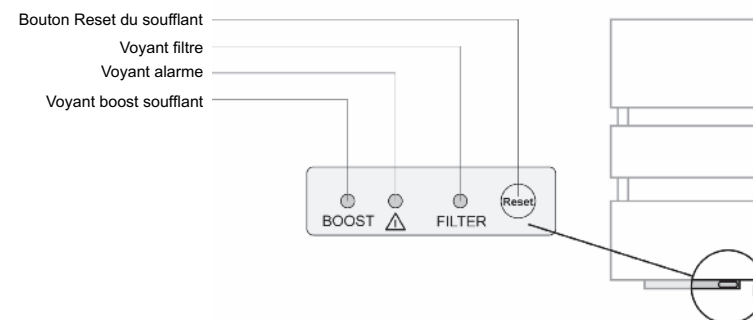 Bouton Reset du soufflant
Voyant filtre
Voyant alarme
Voyant boost soufflant
Reset
BOOST FILTER